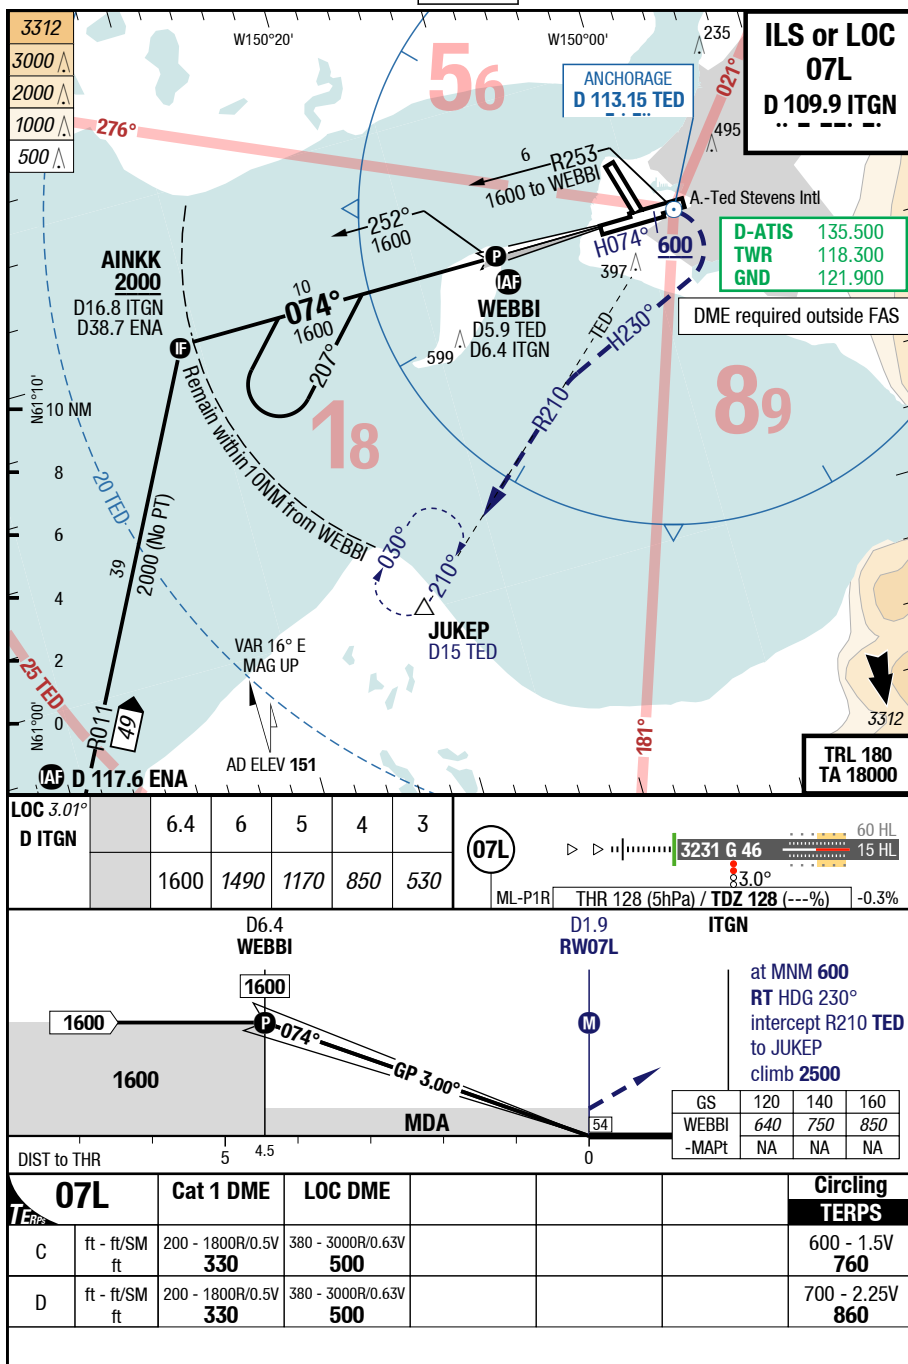 3312
3000
2000
1000
500
W150°20'
W150°00'
235
ILS or LOC
07L
D 109.9 ITGN
56
ANCHORAGE
D 113.15 TED
021°
276°
495
6
R253
1600 to WEBBI
A.-Ted Stevens Intl
252°
1600
D-ATIS 135.500
TWR 118.300
GND 121.900
H074°
600
397
AINKK
2000
D16.8 ITGN
D38.7 ENA
P
IAF
WEBBI
D5.9 TED
D6.4 ITGN
10
074°
1600
DME required outside FAS
TED
H230°
599
207°
IF
N61°10'
10 NM
R210
18
89
Remain within 10NM from WEBBI
8
20 TED
6
39
2000 (No PT)
030°
210°
4
JUKEP
D15 TED
VAR 16° E
MAG UP
2
25 TED
0
N61°00'
R011
49
181°
3312
IAF D 117.6 ENA
AD ELEV 151
TRL 180
TA 18000
LOC 3.01°
D ITGN
6.4 6 5 4 3
1600 1490 1170 850 530
07L
3231 G 46
60 HL
15 HL
3.0°
ML-P1R
THR 128 (5hPa) / TDZ 128 (---%)
-0.3%
D6.4
WEBBI
D1.9
RW07L
ITGN
1600
1600
P
074°
GP 3.00°
M
1600
MDA
54
at MNM 600
RT HDG 230°
intercept R210 TED
to JUKEP
climb 2500
GS 120 140 160
WEBBI 640 750 850
-MAPt NA NA NA
DIST to THR
5
4.5
0
TERPs
07L
Cat 1 DME
LOC DME
Circling
TERPS
C
ft - ft/SM
ft
200 - 1800R/0.5V
330
380 - 3000R/0.63V
500
600 - 1.5V
760
D
ft - ft/SM
ft
200 - 1800R/0.5V
330
380 - 3000R/0.63V
500
700 - 2.25V
860